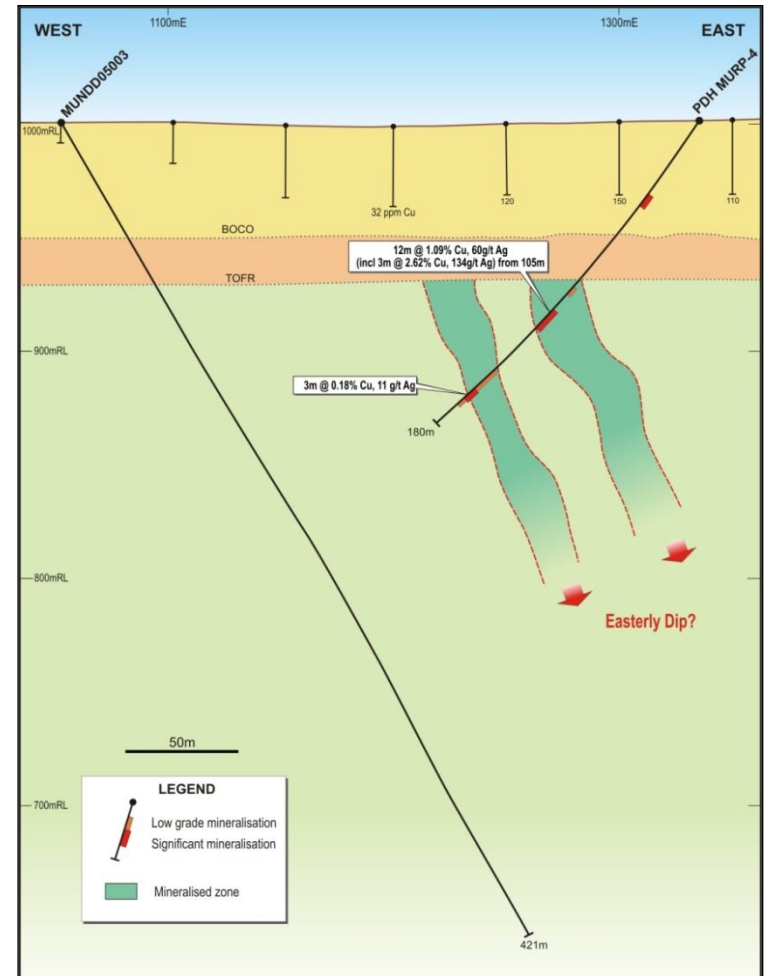 WEST
1100mE
1300mE
EAST
MUNDD05003
PDH MURP-4
1000mRL
32 ppm Cu
120
150
110
BOCO
12m @ 1.09% Cu, 60g/t Ag
(incl 3m @ 2.62% Cu, 134g/t Ag) from 105m
TOFR
900mRL
3m @ 0.18% Cu, 11 g/t Ag
180m
800mRL
Easterly Dip?
50m
LEGEND
Low grade mineralisation
Significant mineralisation
Mineralised zone
700mRL
421m